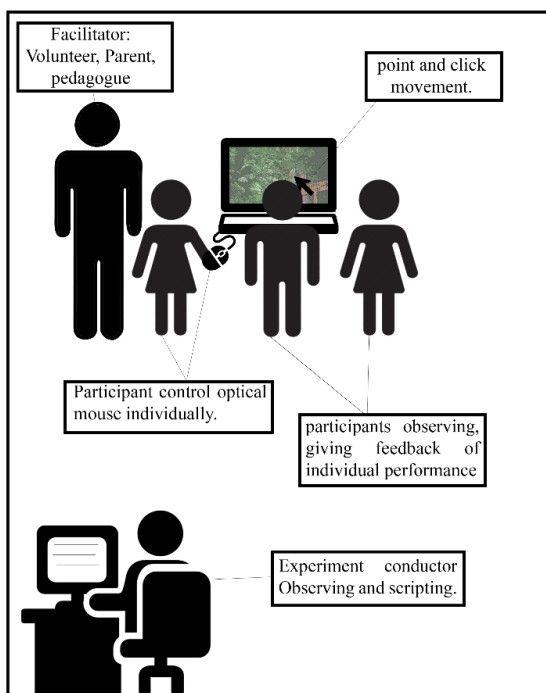 Facilitator:
Volunteer, Parent,
pedagogue
point and click
movement.
Participant control optical
mouse individually.
participants observing,
giving feedback of
individual performance
Experiment conductor
Observing and scripting.